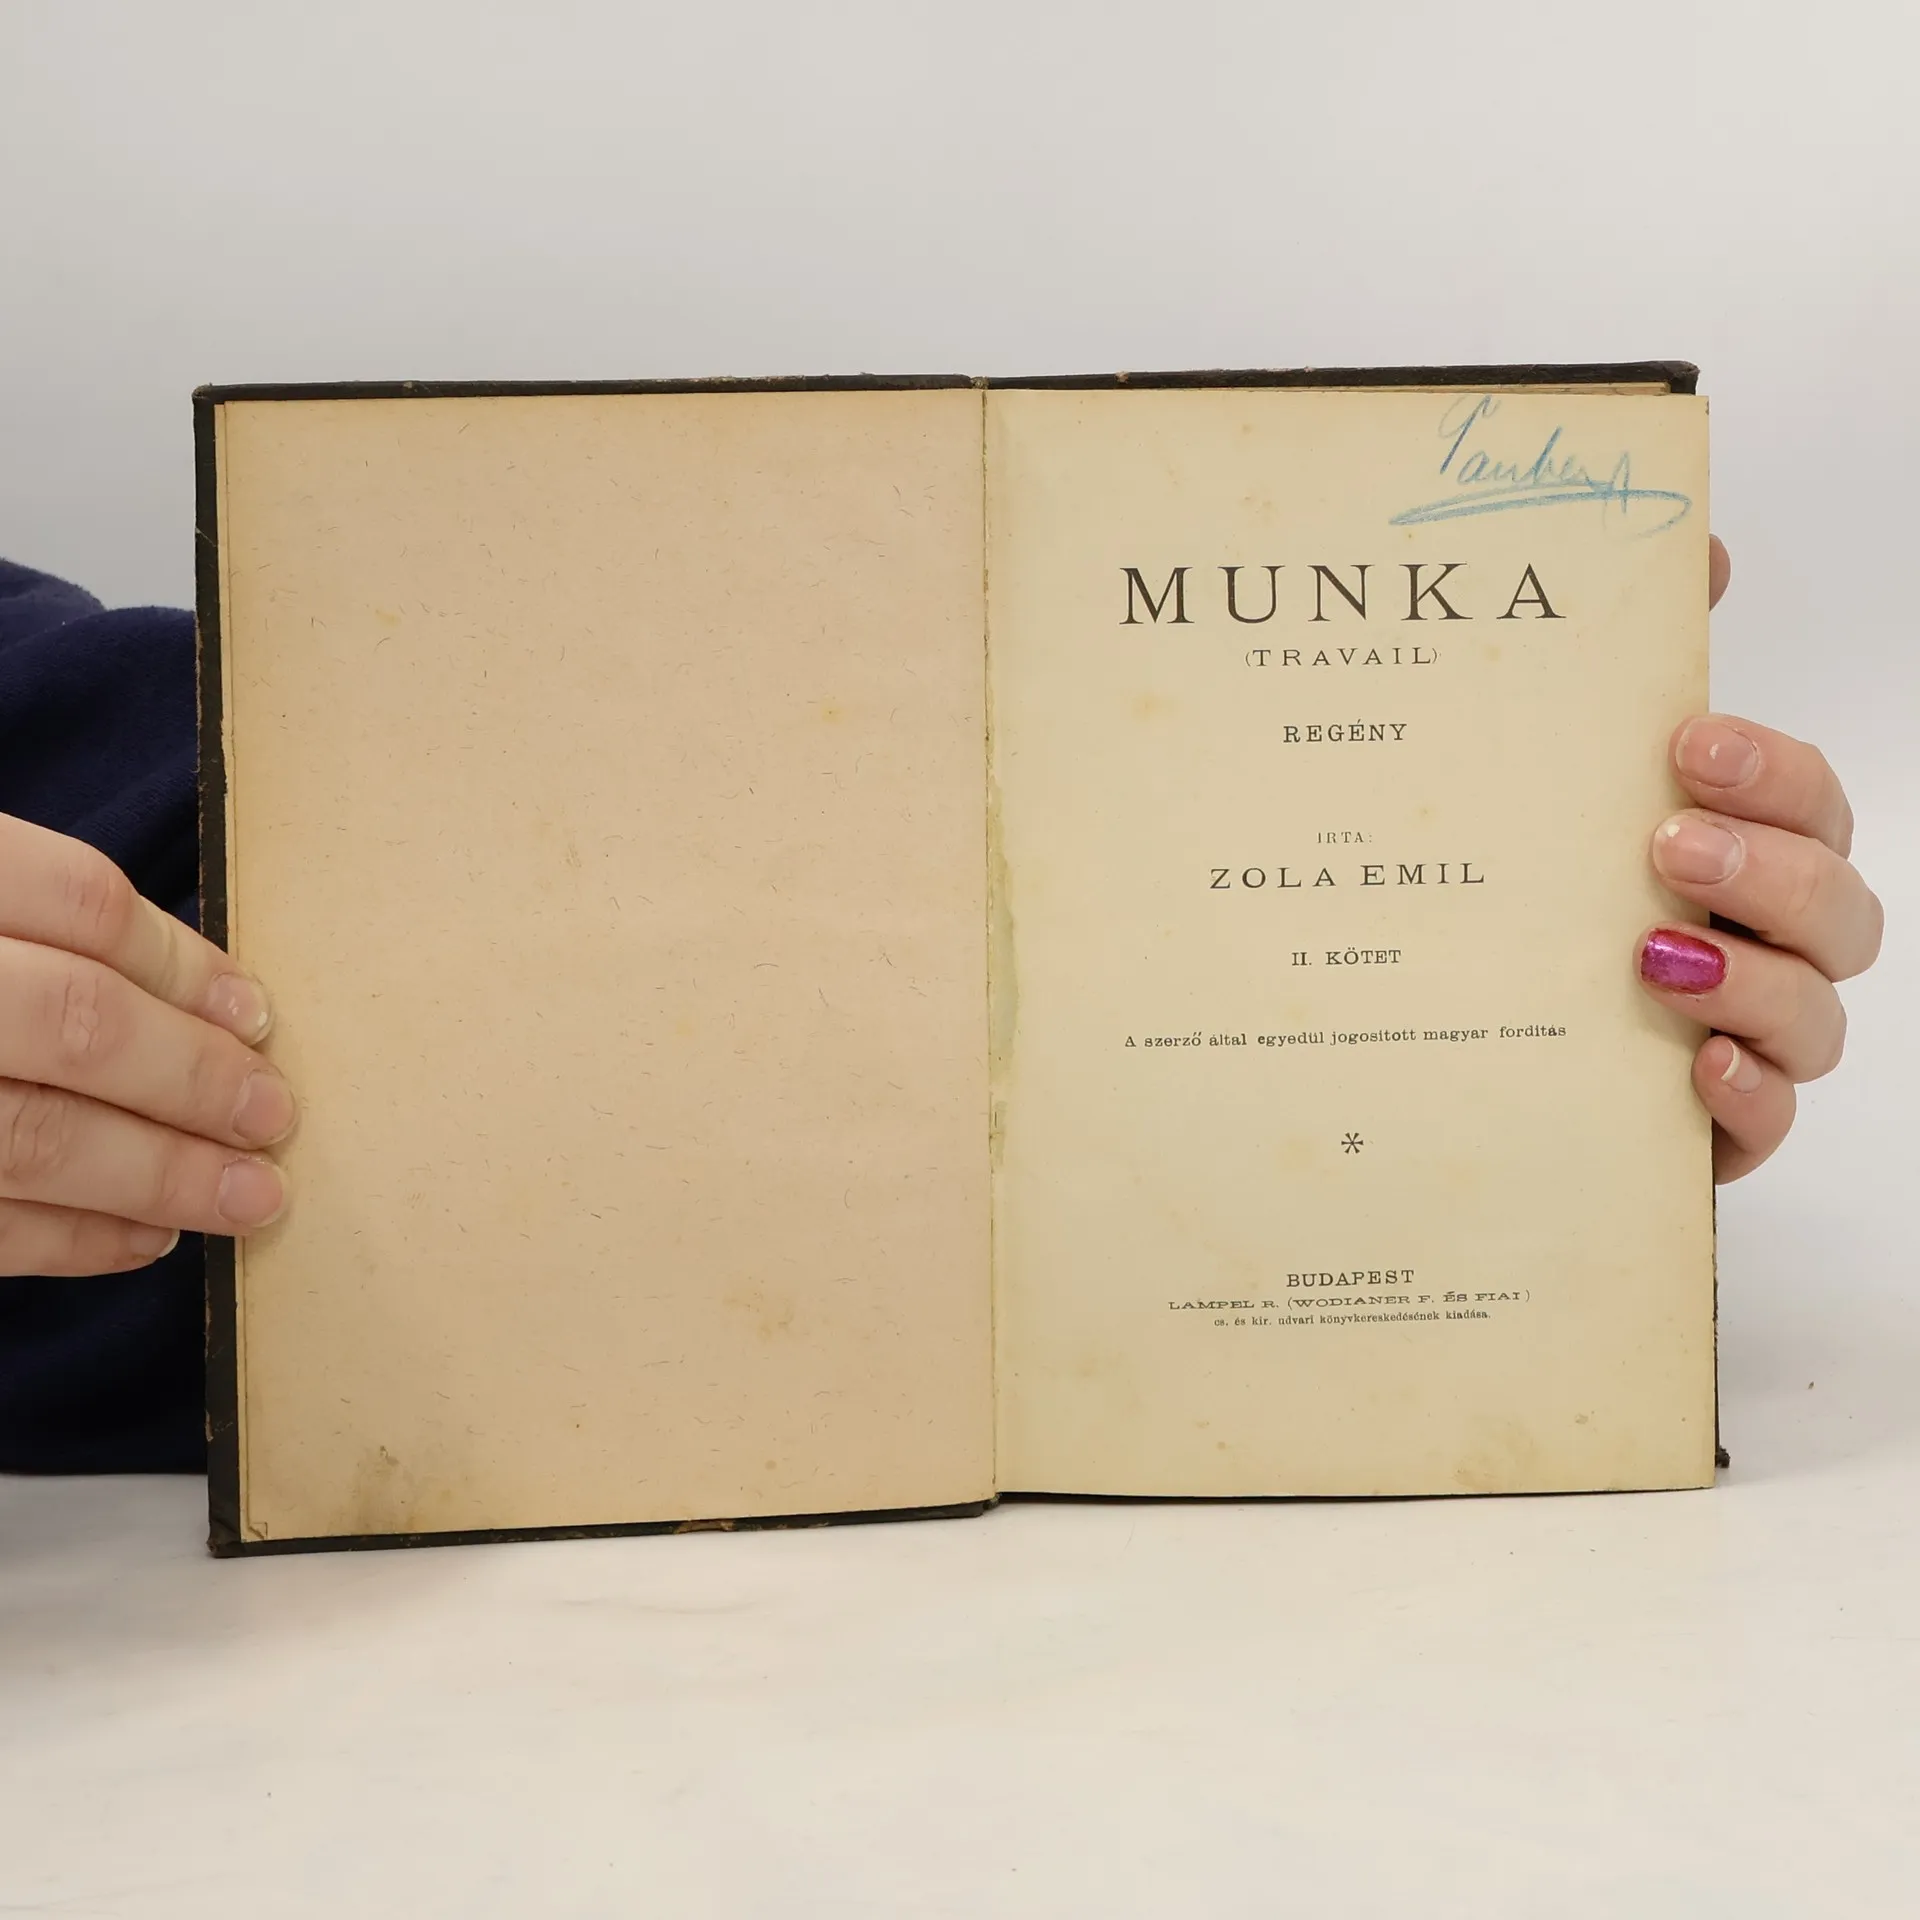 MUNKA
(TRAVAIL)
REGÉNY
IRTA:
ZOLA EMIL
II. KÖTET
A szerző által egyedül jogositott magyar forditás
*
BUDAPEST
LAMPEL R. (WODIANER F. ÉS FIAI)
cs. és kir. udvari könyvkereskedésének kiadása.